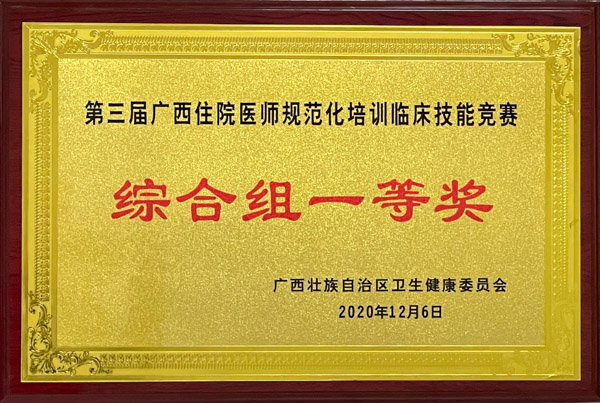 第三届广西住院医师规范化培训临床技能竞赛
综合组一等奖
广西壮族自治区卫生健康委员会
2020年12月6日